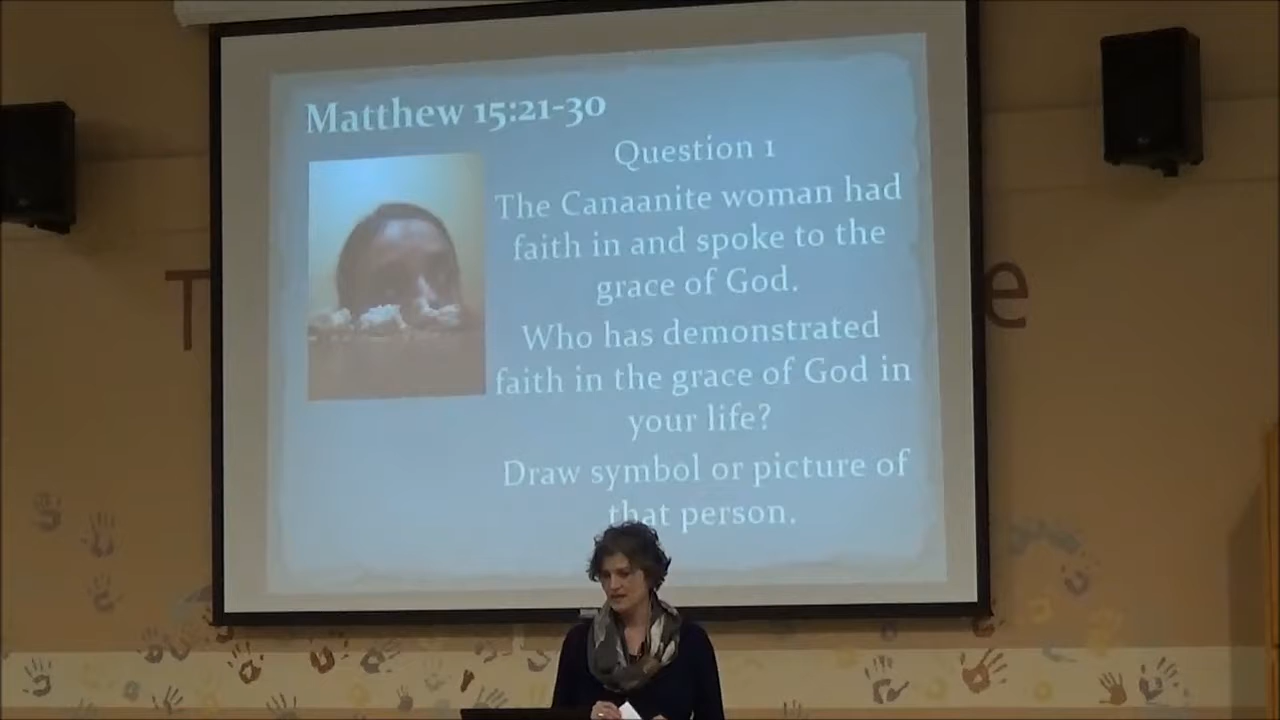 Matthew 15:21-30
Question 1
The Canaanite woman had
faith in and spoke to the
grace of God.
Who has demonstrated
faith in the grace of God in
your life?
Draw symbol or picture of
that person.
T
e